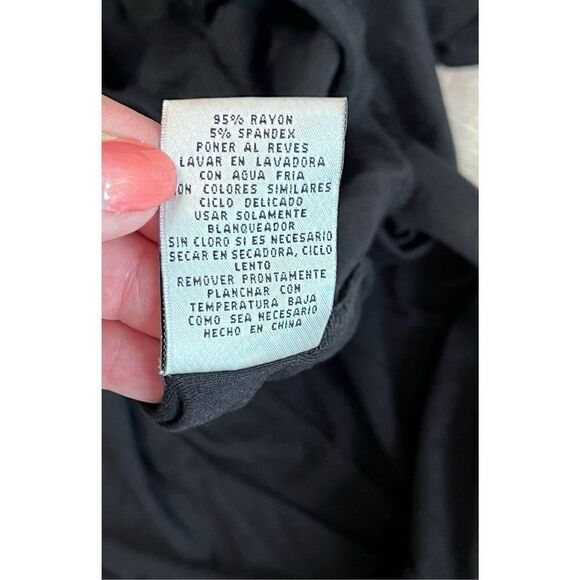 95% RAYON
5% SPANDEX
PONER AL REVES
LAVAR EN LAVADORA
CON AGUA FRIA
CON COLORES SIMILARES
CICLO DELICADO
USAR SOLAMENTE
BLANQUEADOR
SIN CLORO SI ES NECESARIO
SECAR EN SECADORA, CICLO
LENTO
REMOVER PRONTAMENTE
PLANCHAR CON
TEMPERATURA BAJA
COMO SEA NECESARIO
HECHO EN CHINA